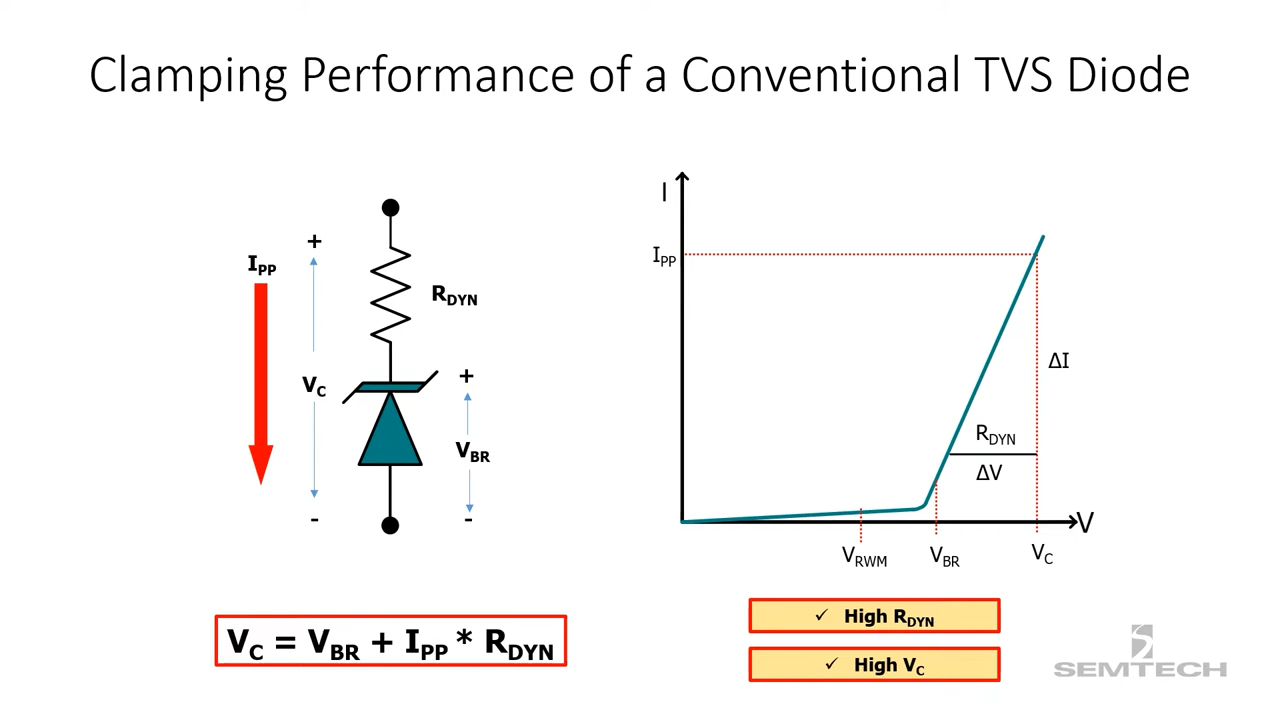 Clamping Performance of a Conventional TVS Diode
+
I_PP
V_C
-
R_DYN
+
V_BR
-
V_C = V_BR + I_PP * R_DYN
I
I_PP
ΔI
R_DYN
ΔV
V
V_RWM
V_BR
V_C
✓ High R_DYN
✓ High V_C
SEMTECH